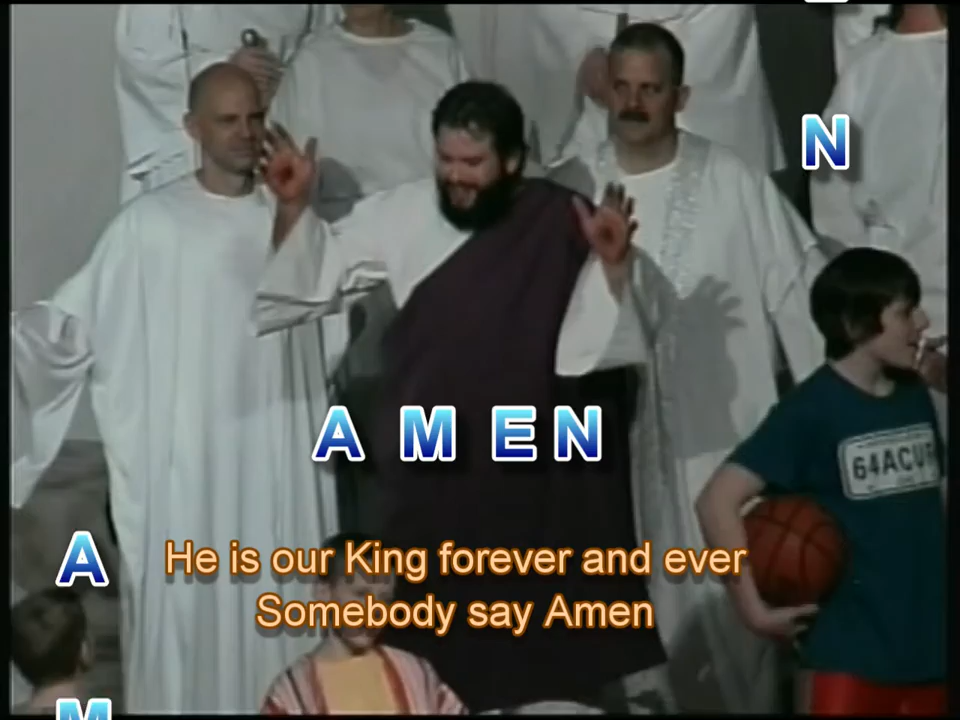 N
A M E N
64ACU
A
He is our King forever and ever
Somebody say Amen
M